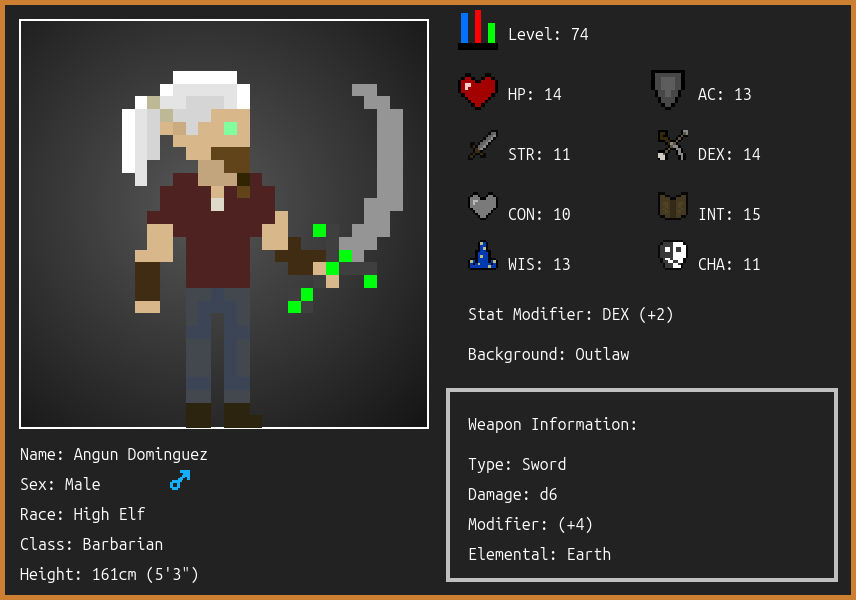 Level: 74
HP: 14
AC: 13
STR: 11
DEX: 14
CON: 10
INT: 15
WIS: 13
CHA: 11
Stat Modifier: DEX (+2)
Background: Outlaw
Weapon Information:
Type: Sword
Damage: d6
Modifier: (+4)
Elemental: Earth
Name: Angun Dominguez
Sex: Male
Race: High Elf
Class: Barbarian
Height: 161cm (5'3")